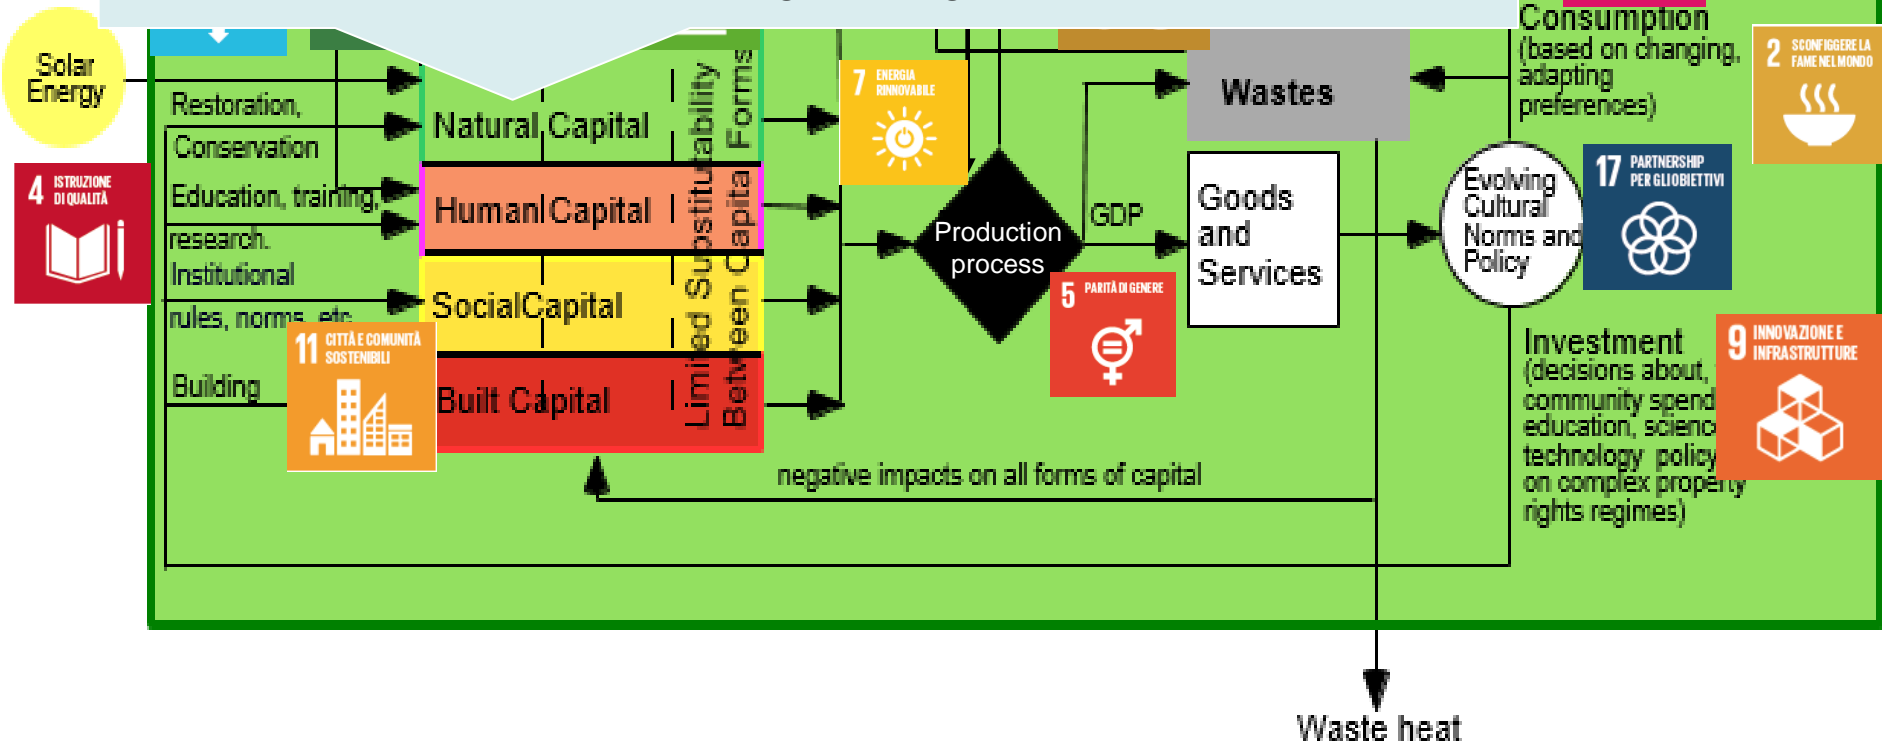 Solar
Energy
4 ISTRUZIONE
DI QUALITÀ
Restoration,
Conservation
Education, training,
research.
Institutional
rules, norms, etc
Building
11 CITTÀ E COMUNITÀ
SOSTENIBILI
Natural Capital
Human Capital
Social Capital
Built Capital
Limited Substitutability
Between Capital Forms
7 ENERGIA
RINNOVABILE
Production
process
GDP
5 PARITÀ DI GENERE
Wastes
Goods
and
Services
Evolving
Cultural
Norms and
Policy
Consumption
(based on changing,
adapting
preferences)
2 SCONFIGGERE LA
FAME NEL MONDO
17 PARTNERSHIP
PER GLI OBIETTIVI
Investment
(decisions about,
community spend
education, scienc
technology policy
on complex property
rights regimes)
9 INNOVAZIONE E
INFRASTRUTTURE
negative impacts on all forms of capital
Waste heat